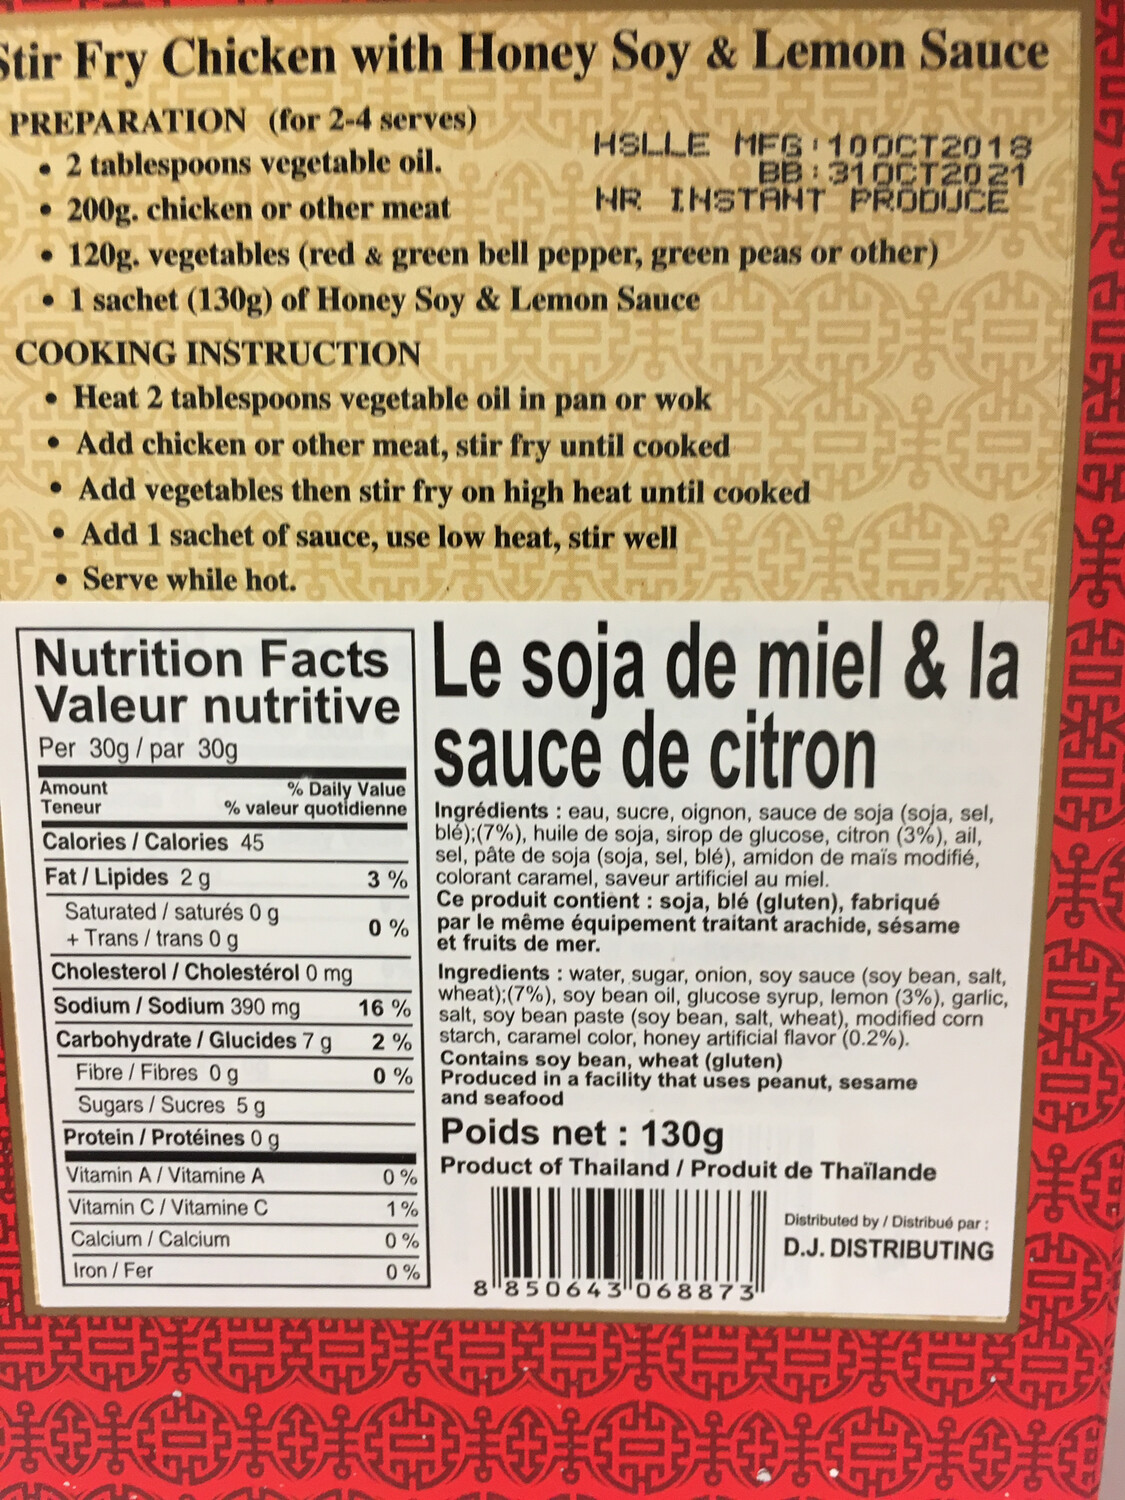 Stir Fry Chicken with Honey Soy & Lemon Sauce
PREPARATION (for 2-4 serves)
• 2 tablespoons vegetable oil.
• 200g. chicken or other meat
• 120g. vegetables (red & green bell pepper, green peas or other)
• 1 sachet (130g) of Honey Soy & Lemon Sauce
HSLLE MFG:10OCT2018
BB:31OCT2021
NR INSTANT PRODUCE
COOKING INSTRUCTION
• Heat 2 tablespoons vegetable oil in pan or wok
• Add chicken or other meat, stir fry until cooked
• Add vegetables then stir fry on high heat until cooked
• Add 1 sachet of sauce, use low heat, stir well
• Serve while hot.
Nutrition Facts
Valeur nutritive
Per 30g / par 30g
Amount % Daily Value
Teneur % valeur quotidienne
Calories / Calories 45
Fat / Lipides 2 g 3 %
Saturated / saturés 0 g
+ Trans / trans 0 g 0 %
Cholesterol / Cholestérol 0 mg
Sodium / Sodium 390 mg 16 %
Carbohydrate / Glucides 7 g 2 %
Fibre / Fibres 0 g 0 %
Sugars / Sucres 5 g
Protein / Protéines 0 g
Vitamin A / Vitamine A 0 %
Vitamin C / Vitamine C 1 %
Calcium / Calcium 0 %
Iron / Fer 0 %
Le soja de miel & la
sauce de citron
Ingrédients : eau, sucre, oignon, sauce de soja (soja, sel,
blé);(7%), huile de soja, sirop de glucose, citron (3%), ail,
sel, pâte de soja (soja, sel, blé), amidon de maïs modifié,
colorant caramel, saveur artificiel au miel.
Ce produit contient : soja, blé (gluten), fabriqué
par le même équipement traitant arachide, sésame
et fruits de mer.
Ingredients : water, sugar, onion, soy sauce (soy bean, salt,
wheat);(7%), soy bean oil, glucose syrup, lemon (3%), garlic,
salt, soy bean paste (soy bean, salt, wheat), modified corn
starch, caramel color, honey artificial flavor (0.2%).
Contains soy bean, wheat (gluten)
Produced in a facility that uses peanut, sesame
and seafood
Poids net : 130g
Product of Thailand / Produit de Thaïlande
8 850643 068873
Distributed by / Distribué par :
D.J. DISTRIBUTING